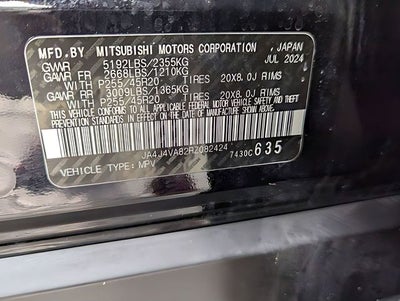 MFD.BY MITSUBISHI MOTORS CORPORATION , JAPAN
GVWR 5192LBS/2355KG JUL 2024
GAWR FR 2668LBS/1210KG
WITH P255/45R20 TIRES 20X8.0J RIMS
GAWR RR 3009LBS/1365KG
WITH P255/45R20 TIRES 20X8.0J RIMS
THIS VEHICLE CONFORMS TO ALL APPLICABLE FEDERAL MOTOR VEHICLE SAFETY AND
THEFT PREVENTION STANDARDS IN EFFECT ON THE DATE OF MANUFACTURE SHOWN ABOVE.
JA4J4VA82RZ082424 7430C 635
VEHICLE TYPE: MPV